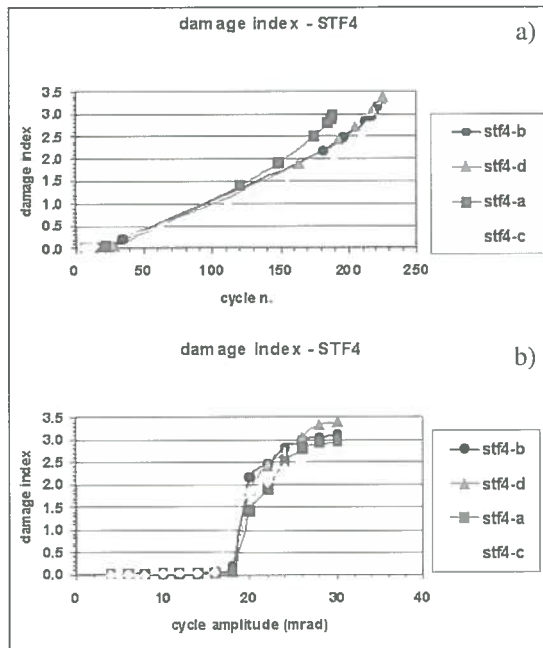 damage index - STF4
a)
3.5
3.0
2.5
2.0
1.5
1.0
0.5
0.0
damage index
0 50 100 150 200 250
cycle n.
stf4-b
stf4-d
stf4-a
stf4-c
damage index - STF4
b)
3.5
3.0
2.5
2.0
1.5
1.0
0.5
0.0
damage index
0 10 20 30 40
cycle amplitude (mrad)
stf4-b
stf4-d
stf4-a
stf4-c